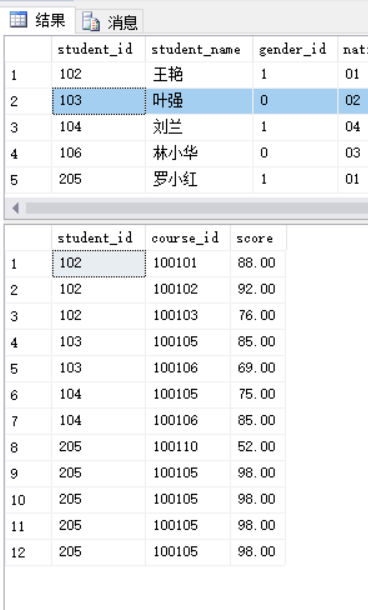 结果 消息
student_id student_name gender_id nati
1 102 王艳 1 01
2 103 叶强 0 02
3 104 刘兰 1 04
4 106 林小华 0 03
5 205 罗小红 1 01
student_id course_id score
1 102 100101 88.00
2 102 100102 92.00
3 102 100103 76.00
4 103 100105 85.00
5 103 100106 69.00
6 104 100105 75.00
7 104 100106 85.00
8 205 100110 52.00
9 205 100105 98.00
10 205 100105 98.00
11 205 100105 98.00
12 205 100105 98.00